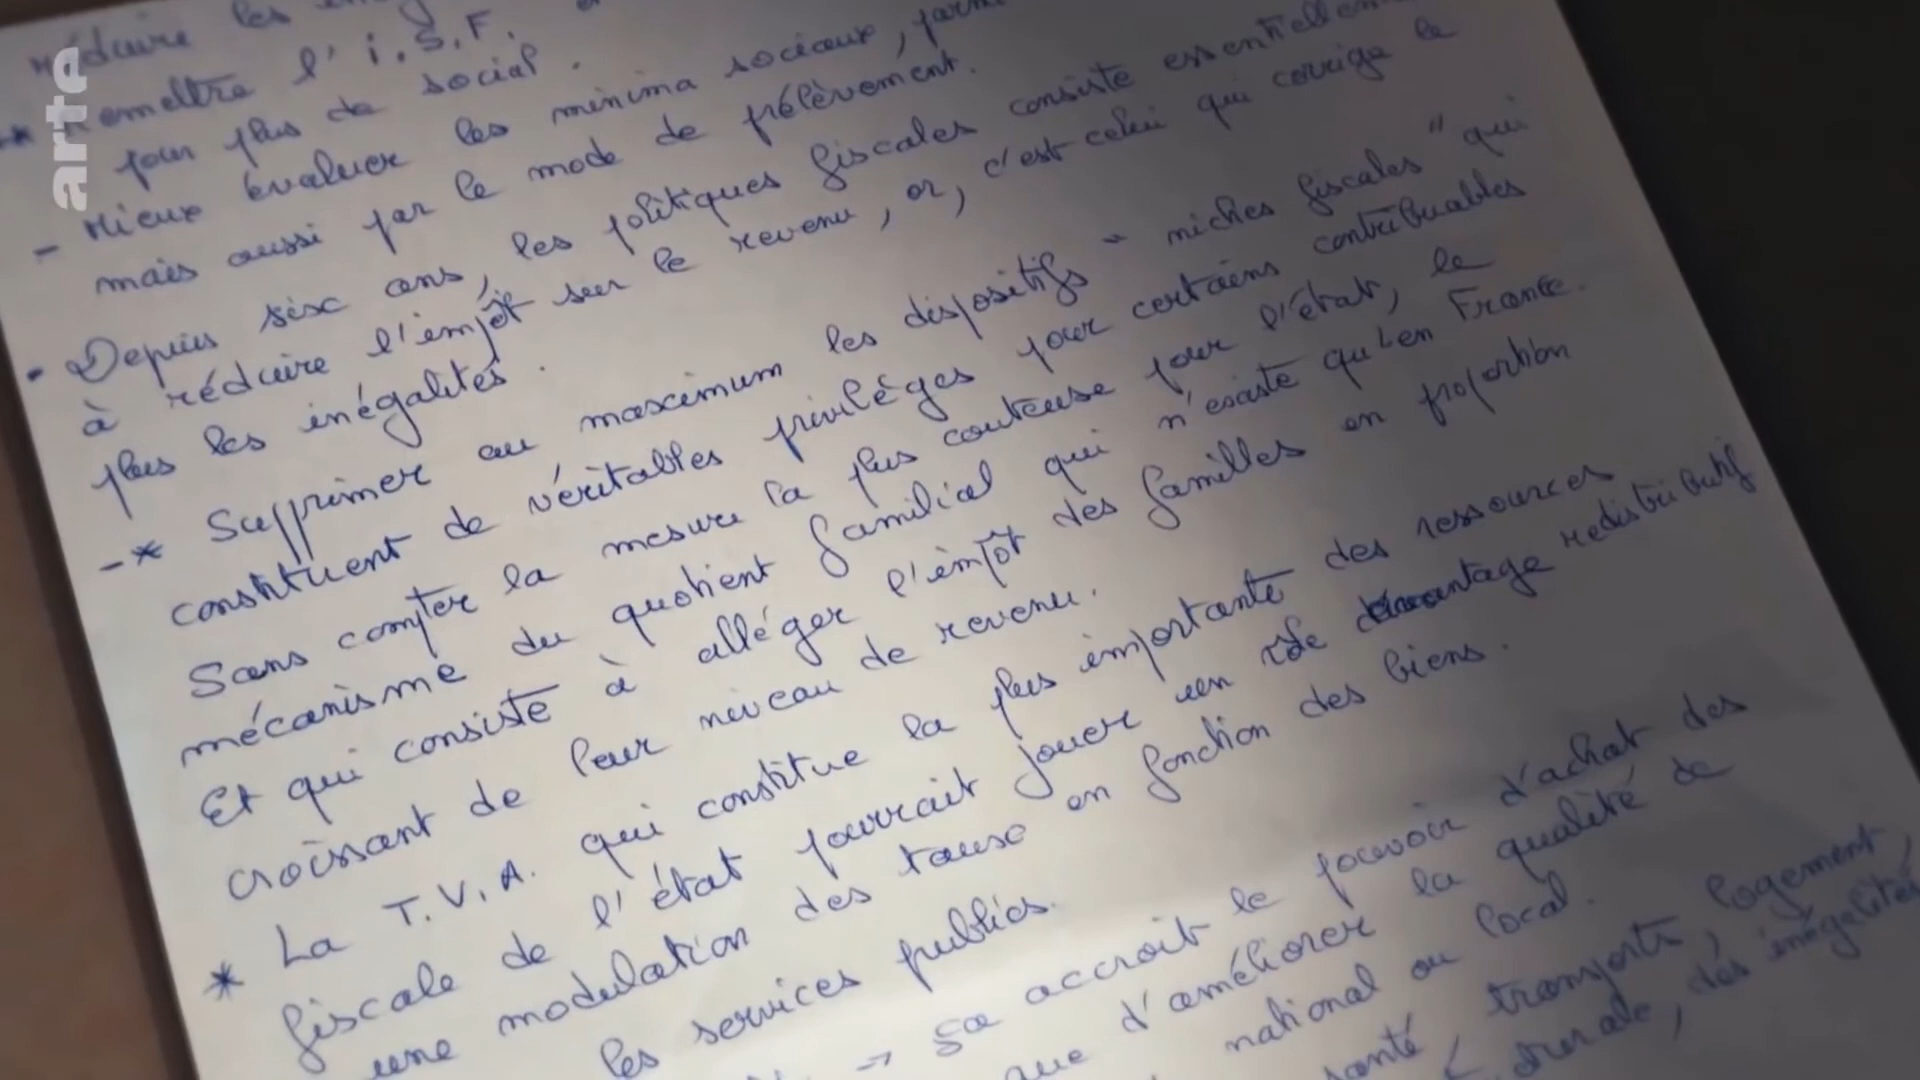 arte
réduire les
* remettre l'i.S.F.
pour plus de social.
- Mieux évaluer les minima sociaux,
mais aussi par le mode de prélèvement.
• Depuis sisc ans, les politiques fiscales consiste essentiellement
à réduire l'impôt sur le revenu, or, c'est celui qui corrige le
plus les inégalités.
-* Supprimer au maximum les dispositifs "niches fiscales" qui
constituent de véritables privilèges pour certains contribuables
Sans compter la mesure la plus couteuse pour l'état, le
mécanisme du quotient familial qui n'existe qu'en France.
Et qui consiste à alléger l'impôt des familles en proportion
croissant de leur niveau de revenu.
* La T.V.A. qui constitue la plus importante des ressources
fiscale de l'état pourrait jouer un rôle davantage redistributif
une modulation des taux en fonction des biens.
les services publics.
→ Sa accroit le pouvoir d'achat des
que d'améliorer la qualité de
national ou local.
santé, transports, logement,
rurale, des inégalités